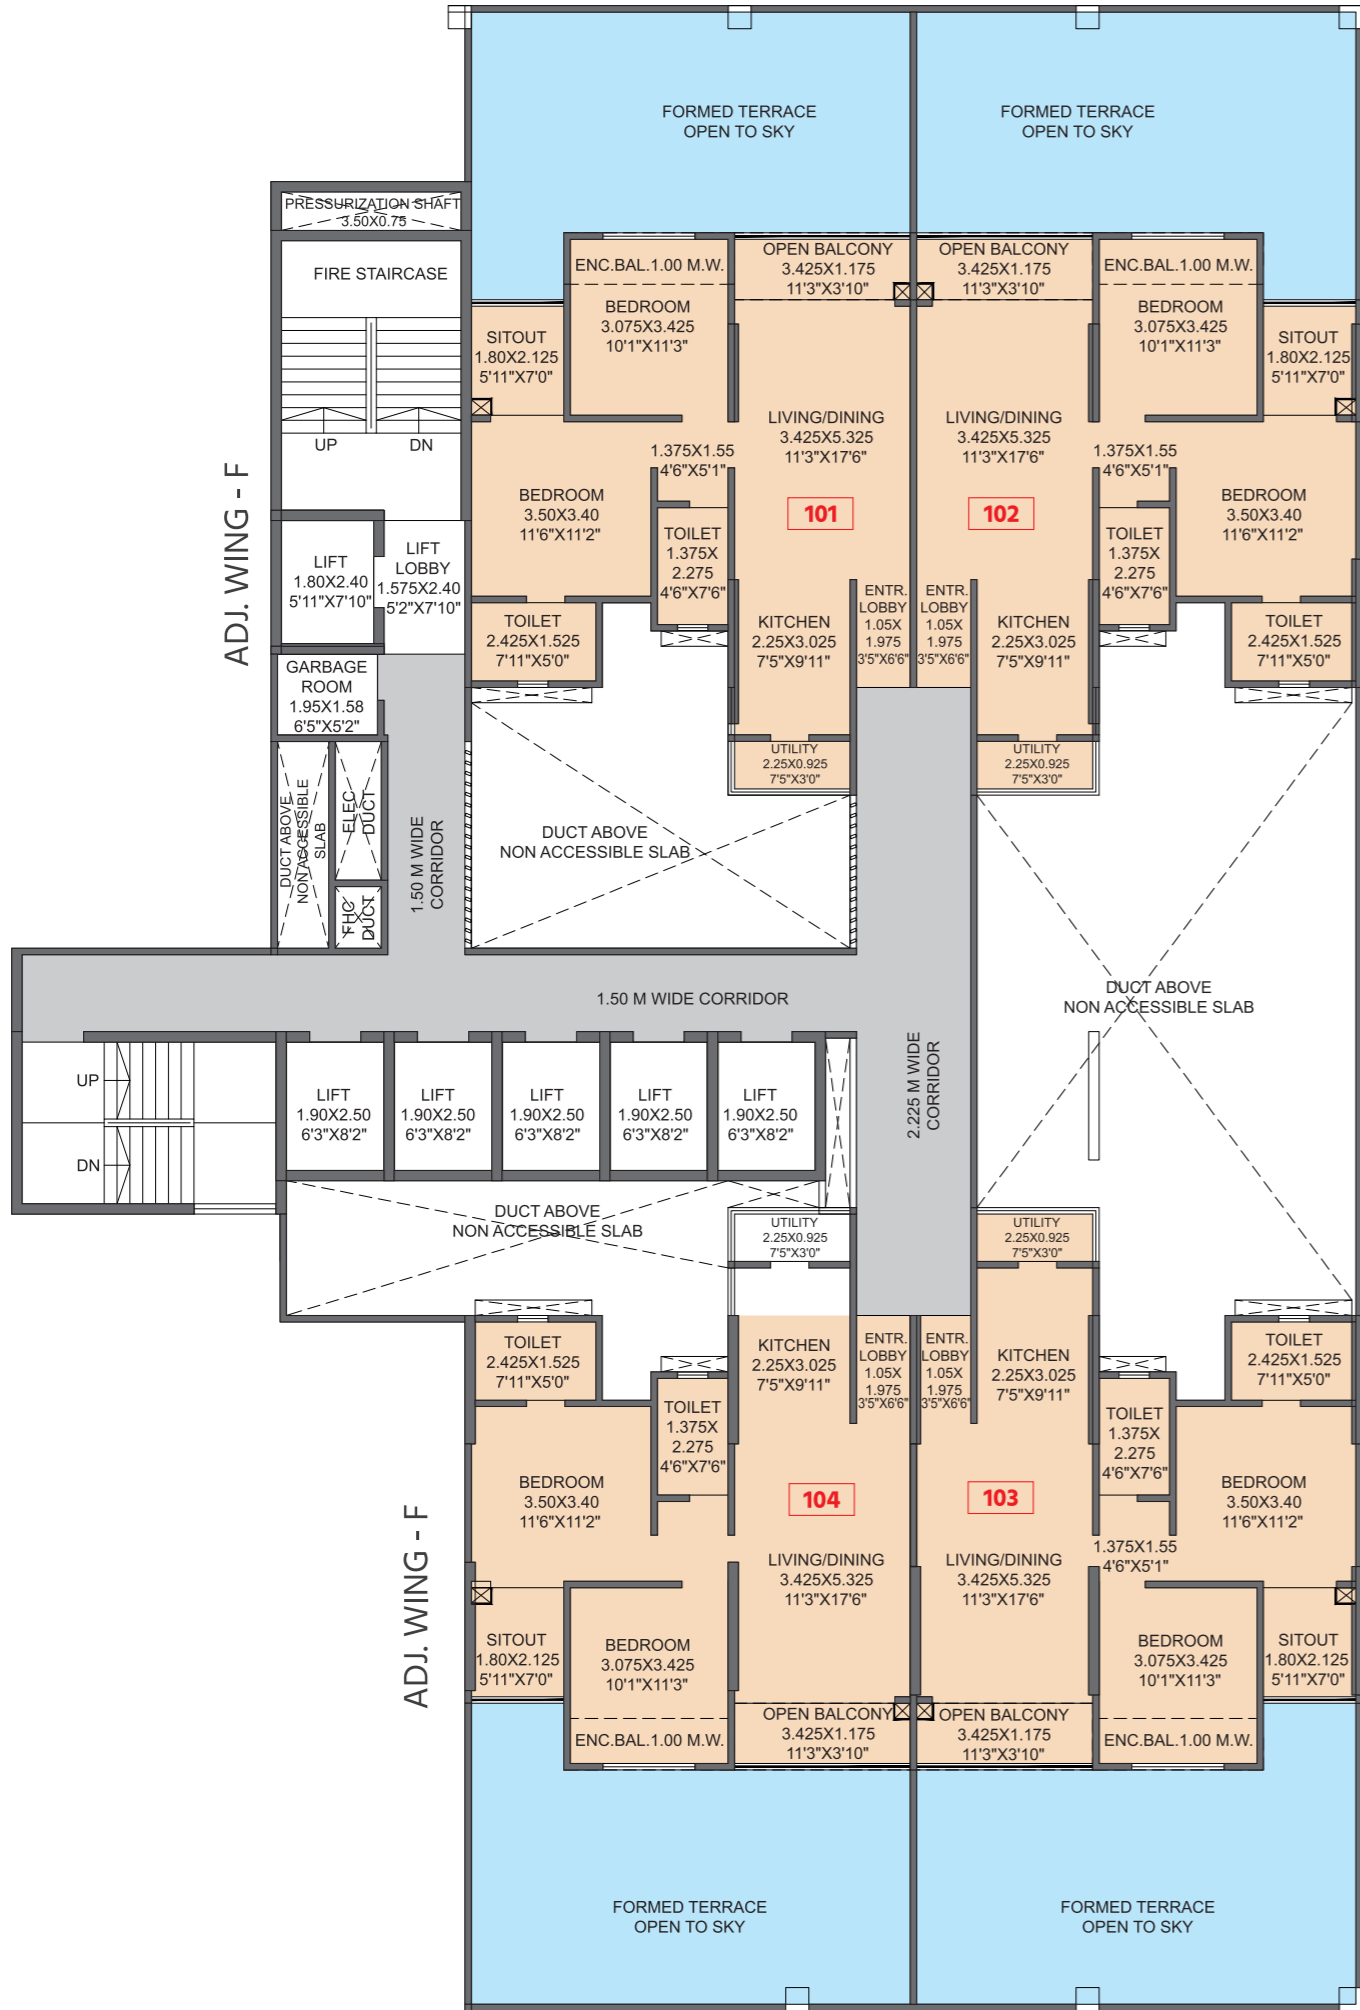 FORMED TERRACE
OPEN TO SKY
FORMED TERRACE
OPEN TO SKY
PRESSURIZATION SHAFT
3.50X0.75
FIRE STAIRCASE
UP
DN
ADJ. WING - F
LIFT
1.80X2.40
5'11"X7'10"
LIFT
LOBBY
1.575X2.40
5'2"X7'10"
GARBAGE
ROOM
1.95X1.58
6'5"X5'2"
DUCT ABOVE
NON ACCESSIBLE
SLAB
ELEC
DUCT
FHC
DUCT
1.50 M WIDE
CORRIDOR
ENC.BAL.1.00 M.W.
BEDROOM
3.075X3.425
10'1"X11'3"
OPEN BALCONY
3.425X1.175
11'3"X3'10"
SITOUT
1.80X2.125
5'11"X7'0"
LIVING/DINING
3.425X5.325
11'3"X17'6"
1.375X1.55
4'6"X5'1"
BEDROOM
3.50X3.40
11'6"X11'2"
101
TOILET
1.375X
2.275
4'6"X7'6"
TOILET
2.425X1.525
7'11"X5'0"
KITCHEN
2.25X3.025
7'5"X9'11"
ENTR.
LOBBY
1.05X
1.975
3'5"X6'6"
UTILITY
2.25X0.925
7'5"X3'0"
OPEN BALCONY
3.425X1.175
11'3"X3'10"
ENC.BAL.1.00 M.W.
BEDROOM
3.075X3.425
10'1"X11'3"
SITOUT
1.80X2.125
5'11"X7'0"
LIVING/DINING
3.425X5.325
11'3"X17'6"
1.375X1.55
4'6"X5'1"
BEDROOM
3.50X3.40
11'6"X11'2"
102
TOILET
1.375X
2.275
4'6"X7'6"
TOILET
2.425X1.525
7'11"X5'0"
ENTR.
LOBBY
1.05X
1.975
3'5"X6'6"
KITCHEN
2.25X3.025
7'5"X9'11"
UTILITY
2.25X0.925
7'5"X3'0"
DUCT ABOVE
NON ACCESSIBLE SLAB
DUCT ABOVE
NON ACCESSIBLE SLAB
1.50 M WIDE CORRIDOR
2.225 M WIDE
CORRIDOR
UP
DN
LIFT
1.90X2.50
6'3"X8'2"
LIFT
1.90X2.50
6'3"X8'2"
LIFT
1.90X2.50
6'3"X8'2"
LIFT
1.90X2.50
6'3"X8'2"
LIFT
1.90X2.50
6'3"X8'2"
DUCT ABOVE
NON ACCESSIBLE SLAB
UTILITY
2.25X0.925
7'5"X3'0"
TOILET
2.425X1.525
7'11"X5'0"
KITCHEN
2.25X3.025
7'5"X9'11"
ENTR.
LOBBY
1.05X
1.975
3'5"X6'6"
TOILET
1.375X
2.275
4'6"X7'6"
BEDROOM
3.50X3.40
11'6"X11'2"
104
LIVING/DINING
3.425X5.325
11'3"X17'6"
SITOUT
1.80X2.125
5'11"X7'0"
BEDROOM
3.075X3.425
10'1"X11'3"
ENC.BAL.1.00 M.W.
OPEN BALCONY
3.425X1.175
11'3"X3'10"
ADJ. WING - F
UTILITY
2.25X0.925
7'5"X3'0"
ENTR.
LOBBY
1.05X
1.975
3'5"X6'6"
KITCHEN
2.25X3.025
7'5"X9'11"
TOILET
2.425X1.525
7'11"X5'0"
TOILET
1.375X
2.275
4'6"X7'6"
103
BEDROOM
3.50X3.40
11'6"X11'2"
LIVING/DINING
3.425X5.325
11'3"X17'6"
1.375X1.55
4'6"X5'1"
BEDROOM
3.075X3.425
10'1"X11'3"
SITOUT
1.80X2.125
5'11"X7'0"
OPEN BALCONY
3.425X1.175
11'3"X3'10"
ENC.BAL.1.00 M.W.
FORMED TERRACE
OPEN TO SKY
FORMED TERRACE
OPEN TO SKY